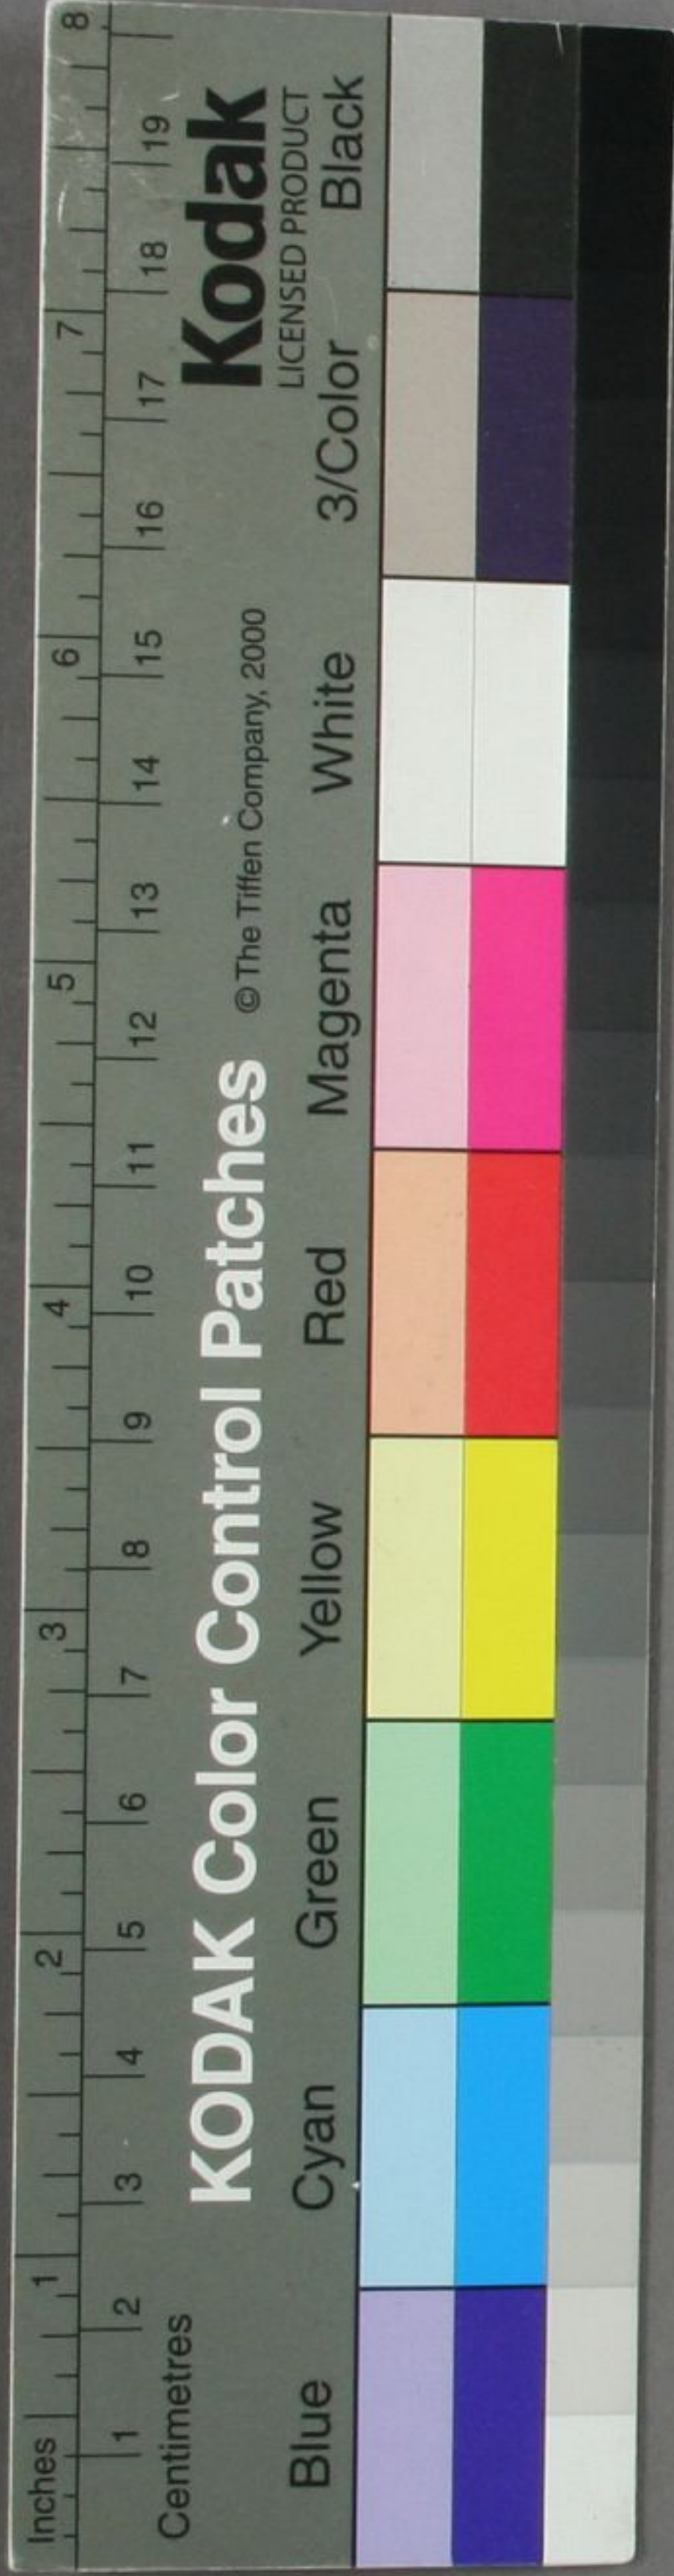 Inches 1 2 3 4 5 6 7 8
Centimetres 1 2 3 4 5 6 7 8 9 10 11 12 13 14 15 16 17 18 19
KODAK Color Control Patches © The Tiffen Company, 2000 Kodak
LICENSED PRODUCT
Blue Cyan Green Yellow Red Magenta White 3/Color Black